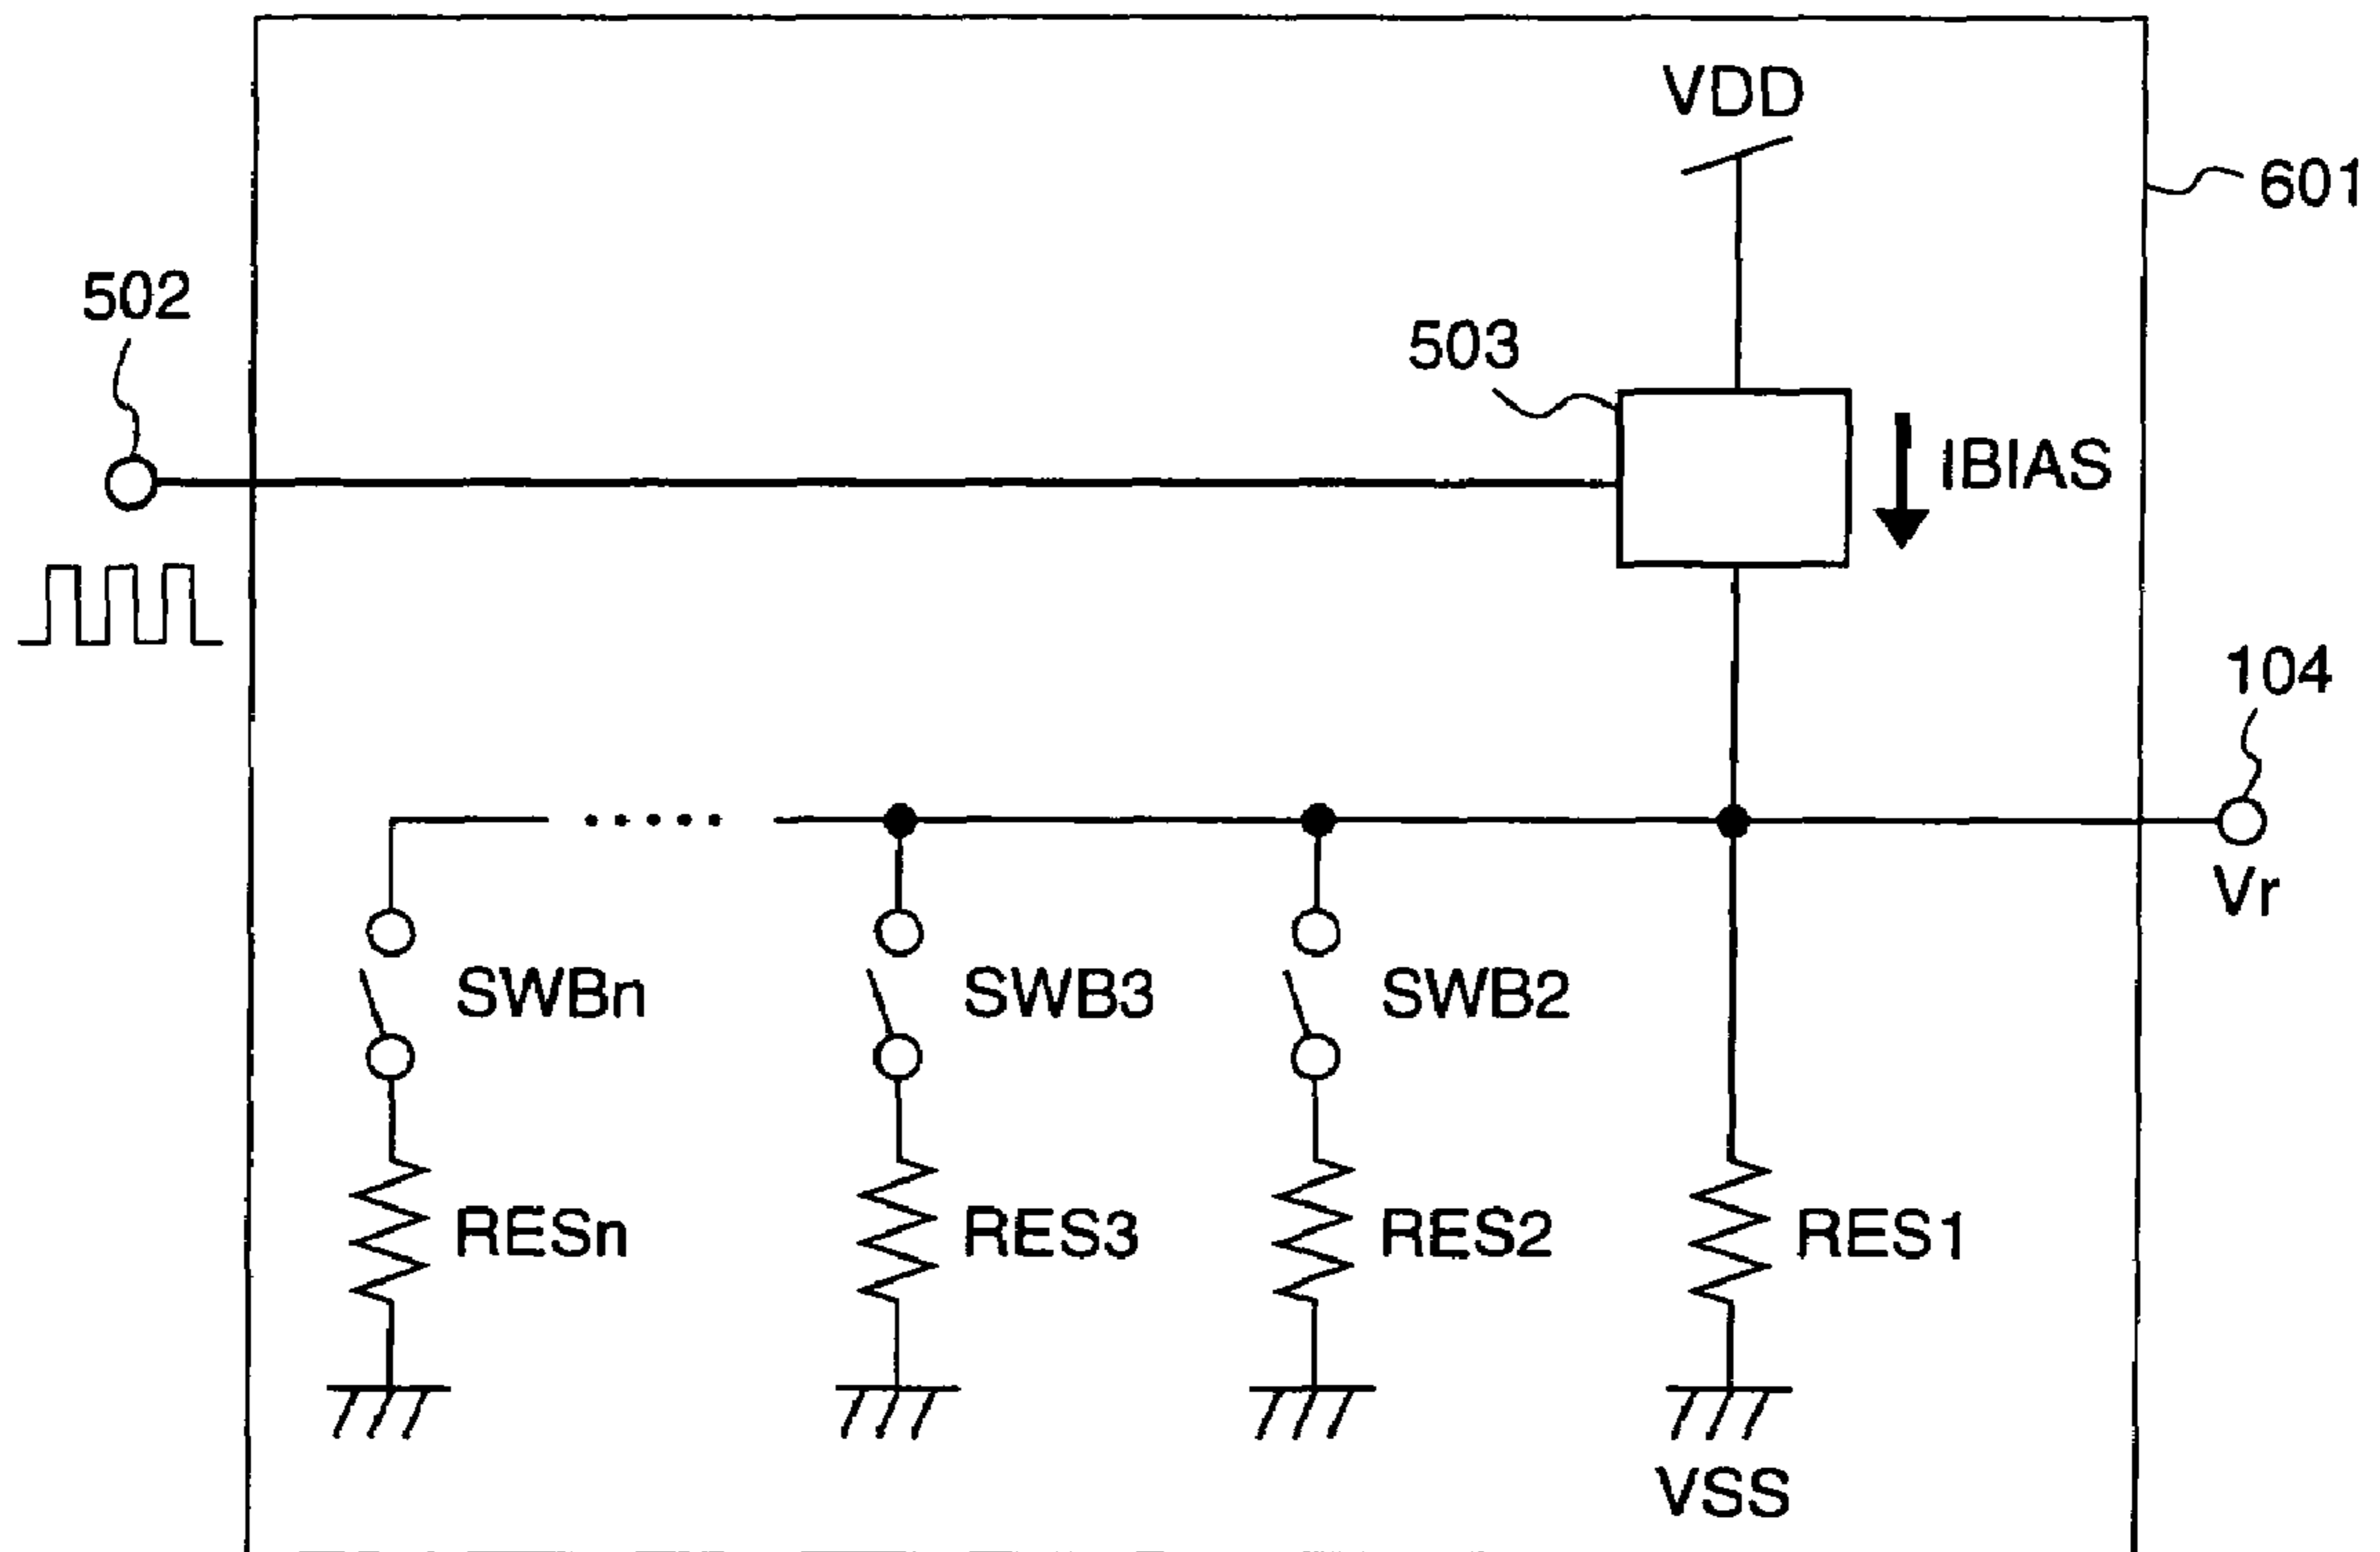 VDD
601
502
503
IBIAS
104
Vr
SWBn
SWB3
SWB2
RESn
RES3
RES2
RES1
VSS